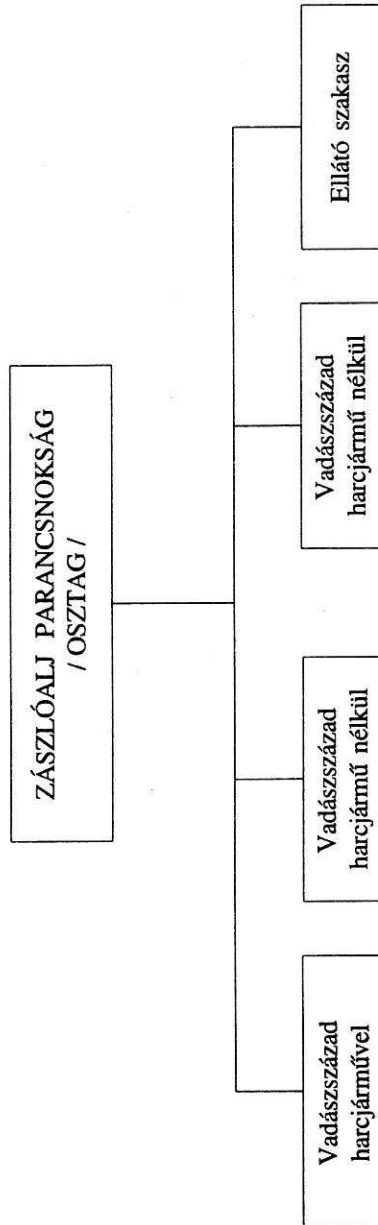 ZÁSZLÓALJ PARANCSNOKSÁG
/ OSZTAG /
Vadászszázad
harcjárművel
Vadászszázad
harcjármű nélkül
Vadászszázad
harcjármű nélkül
Ellátó szakasz